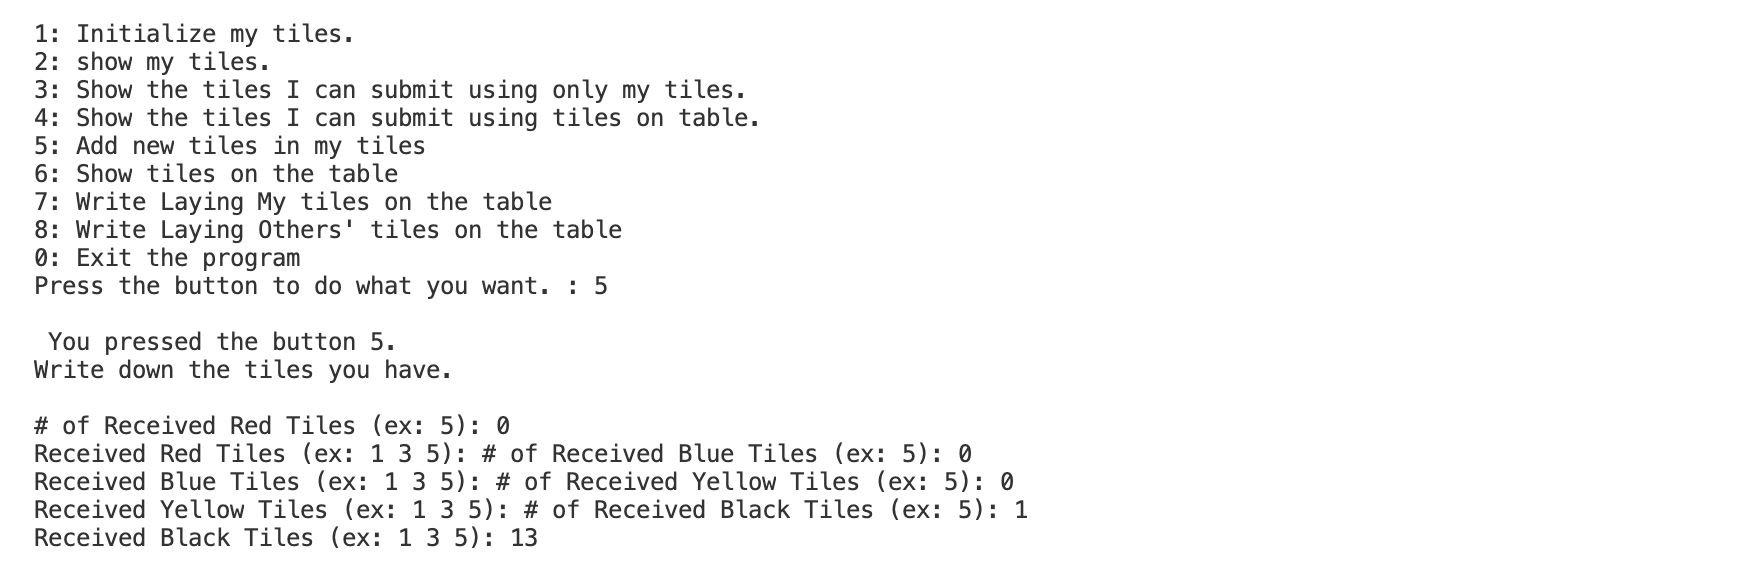 1: Initialize my tiles.
2: show my tiles.
3: Show the tiles I can submit using only my tiles.
4: Show the tiles I can submit using tiles on table.
5: Add new tiles in my tiles
6: Show tiles on the table
7: Write Laying My tiles on the table
8: Write Laying Others' tiles on the table
0: Exit the program
Press the button to do what you want. : 5
You pressed the button 5.
Write down the tiles you have.
# of Received Red Tiles (ex: 5): 0
Received Red Tiles (ex: 1 3 5): # of Received Blue Tiles (ex: 5): 0
Received Blue Tiles (ex: 1 3 5): # of Received Yellow Tiles (ex: 5): 0
Received Yellow Tiles (ex: 1 3 5): # of Received Black Tiles (ex: 5): 1
Received Black Tiles (ex: 1 3 5): 13